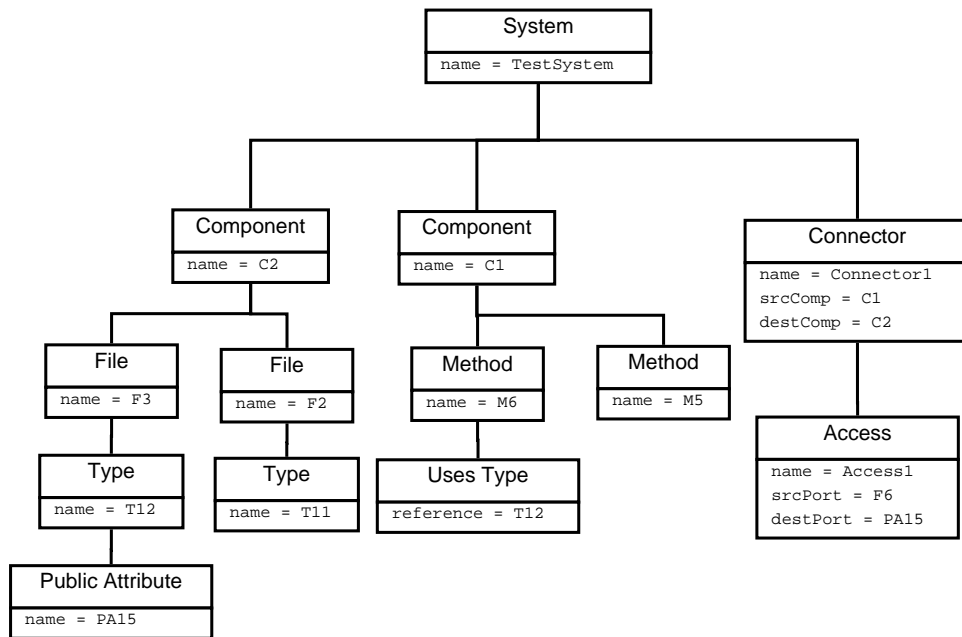 System
name = TestSystem
Component
name = C2
Component
name = C1
Connector
name = Connector1
srcComp = C1
destComp = C2
File
name = F3
File
name = F2
Method
name = M6
Method
name = M5
Access
name = Access1
srcPort = F6
destPort = PA15
Type
name = T12
Type
name = T11
Uses Type
reference = T12
Public Attribute
name = PA15